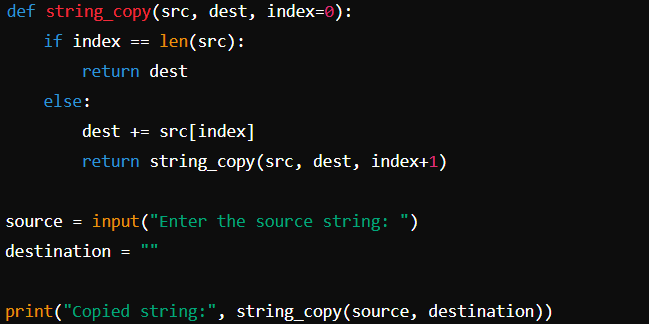 def string_copy(src, dest, index=0):
    if index == len(src):
        return dest
    else:
        dest += src[index]
        return string_copy(src, dest, index+1)

source = input("Enter the source string: ")
destination = ""

print("Copied string:", string_copy(source, destination))